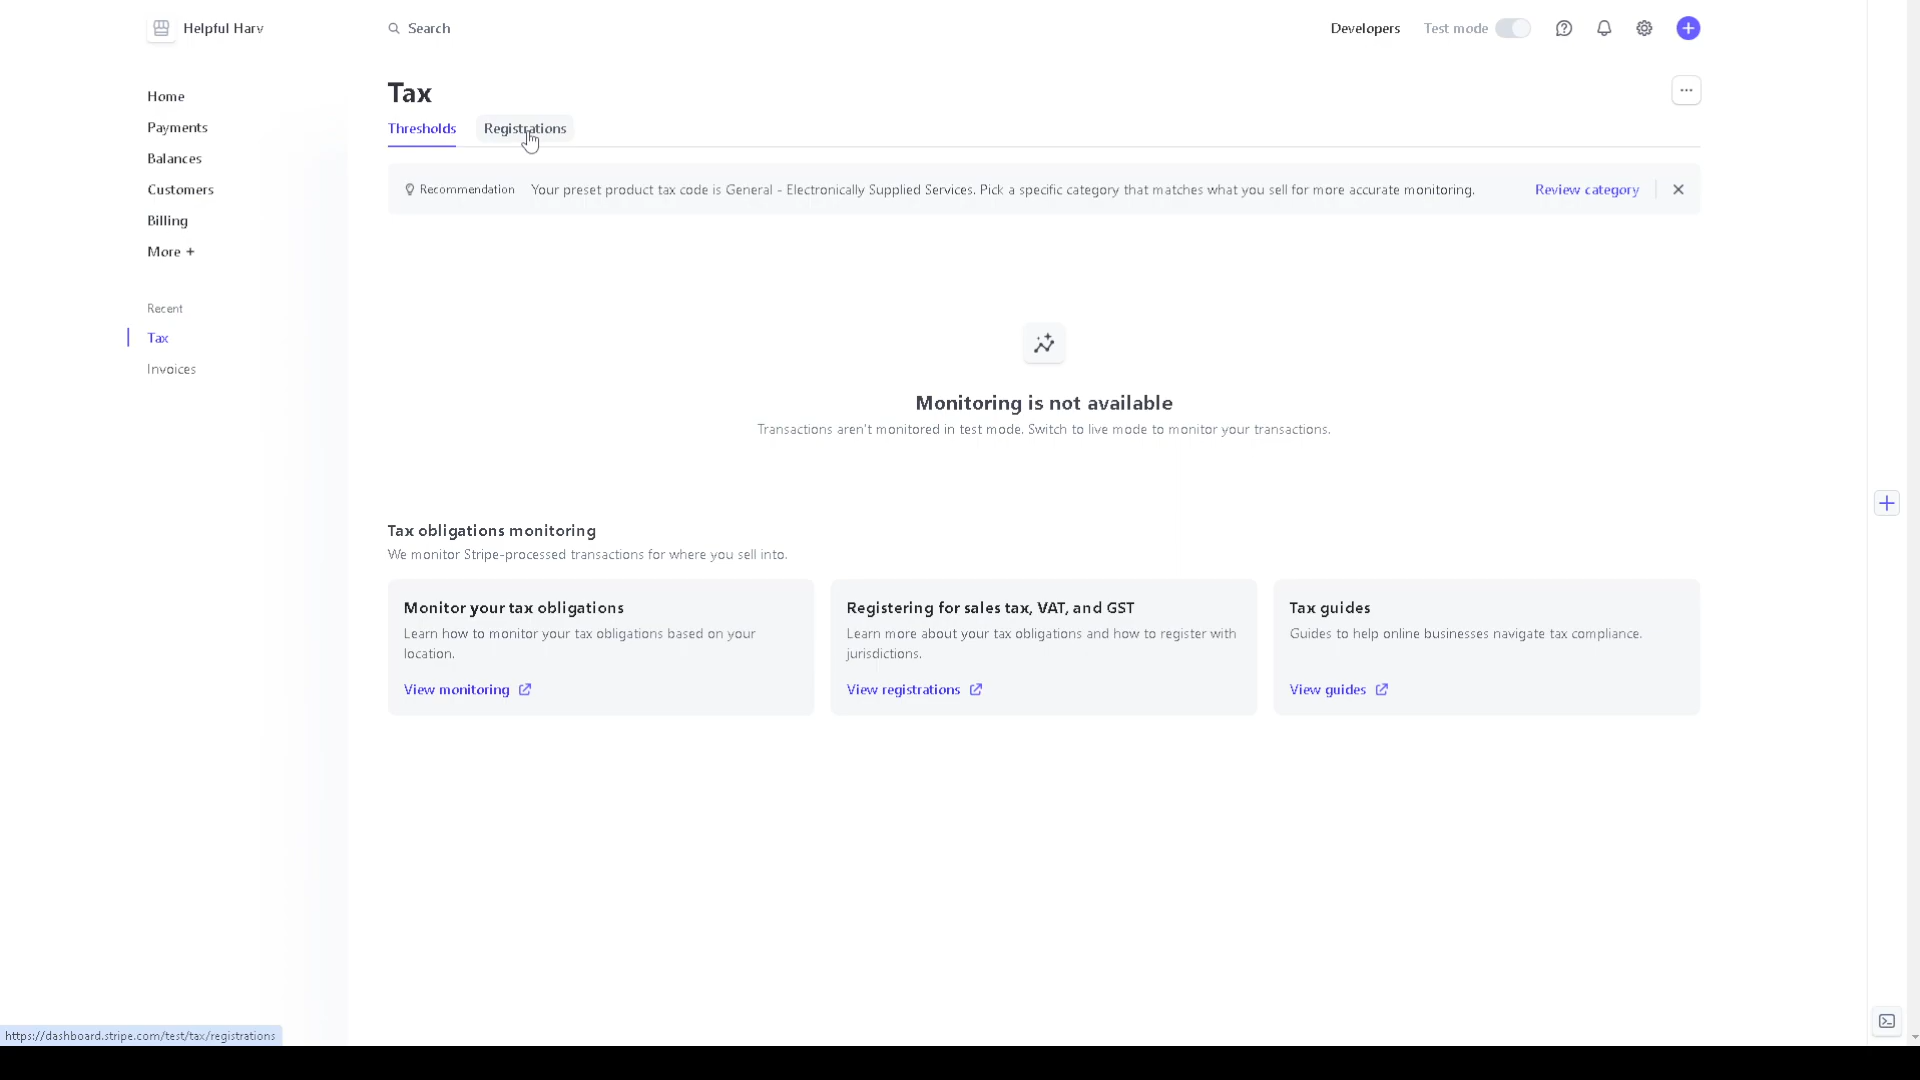 Helpful Harv
Search
Developers
Test mode
Home
Payments
Balances
Customers
Billing
More +
Recent
Tax
Invoices
Tax
Thresholds
Registrations
Recommendation
Your preset product tax code is General - Electronically Supplied Services. Pick a specific category that matches what you sell for more accurate monitoring.
Review category
Monitoring is not available
Transactions aren't monitored in test mode. Switch to live mode to monitor your transactions.
Tax obligations monitoring
We monitor Stripe-processed transactions for where you sell into.
Monitor your tax obligations
Learn how to monitor your tax obligations based on your
location.
View monitoring
Registering for sales tax, VAT, and GST
Learn more about your tax obligations and how to register with
jurisdictions.
View registrations
Tax guides
Guides to help online businesses navigate tax compliance.
View guides
https://dashboard.stripe.com/test/tax/registrations